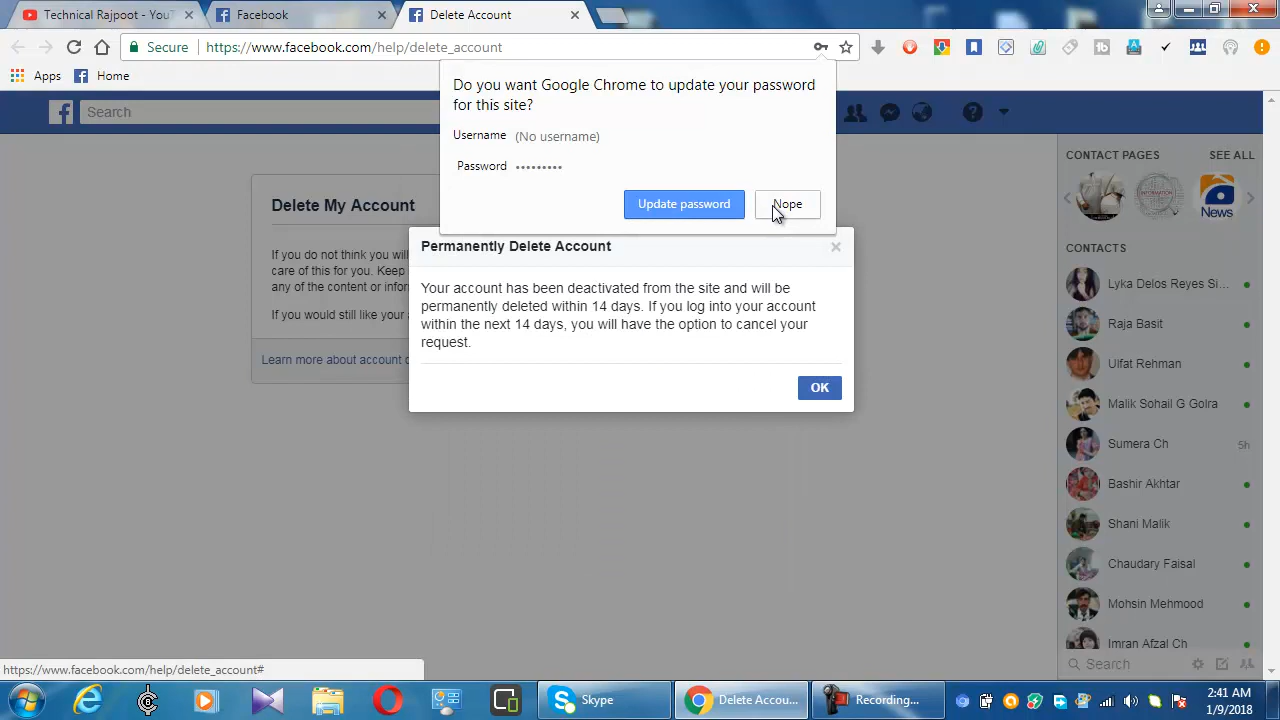 Technical Rajpoot - YouT
Facebook
Delete Account
Secure
https://www.facebook.com/help/delete_account
Apps
Home
Do you want Google Chrome to update your password
for this site?
Username (No username)
Password •••••••••
Update password
Nope
Search
CONTACT PAGES
SEE ALL
INFORMATION
News
Delete My Account
If you do not think you will
care of this for you. Keep
any of the content or infor
If you would still like your
Learn more about account
Permanently Delete Account
Your account has been deactivated from the site and will be
permanently deleted within 14 days. If you log into your account
within the next 14 days, you will have the option to cancel your
request.
OK
CONTACTS
Lyka Delos Reyes Si...
Raja Basit
Ulfat Rehman
Malik Sohail G Golra
Sumera Ch
5h
Bashir Akhtar
Shani Malik
Chaudary Faisal
Mohsin Mehmood
Imran Afzal Ch
Search
https://www.facebook.com/help/delete_account#
Skype
Delete Accou...
Recording...
2:41 AM
1/9/2018